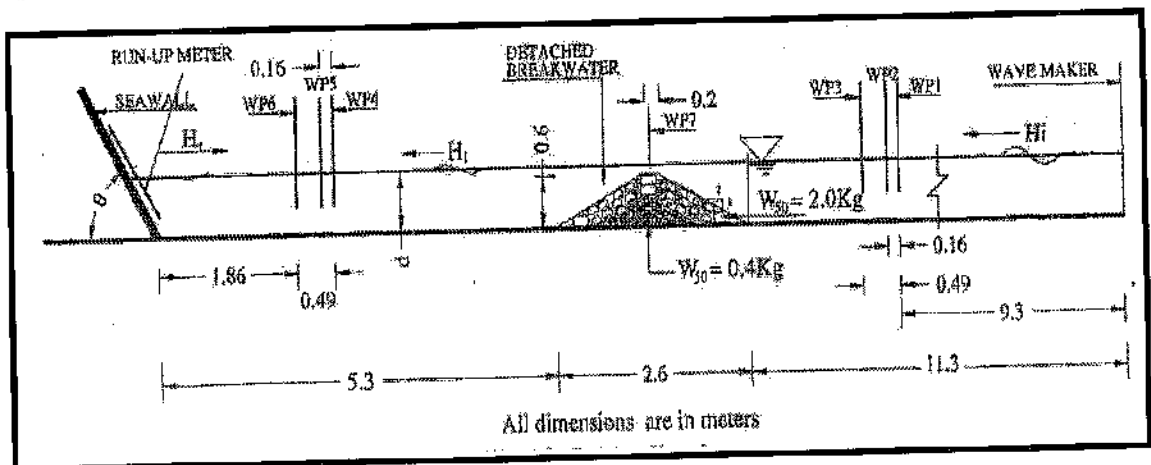 RUN-UP METER
DETACHED
BREAKWATER
0.16
WP5
WP2
WAVE MAKER
SEAWALL
WP6
WP4
0.2
WP3
WP1
WP7
0.6
Hi
θ
d
W50 = 2.0Kg
W50 = 0.4Kg
0.16
1.86
0.49
0.49
9.3
5.3
2.6
11.3
All dimensions are in meters